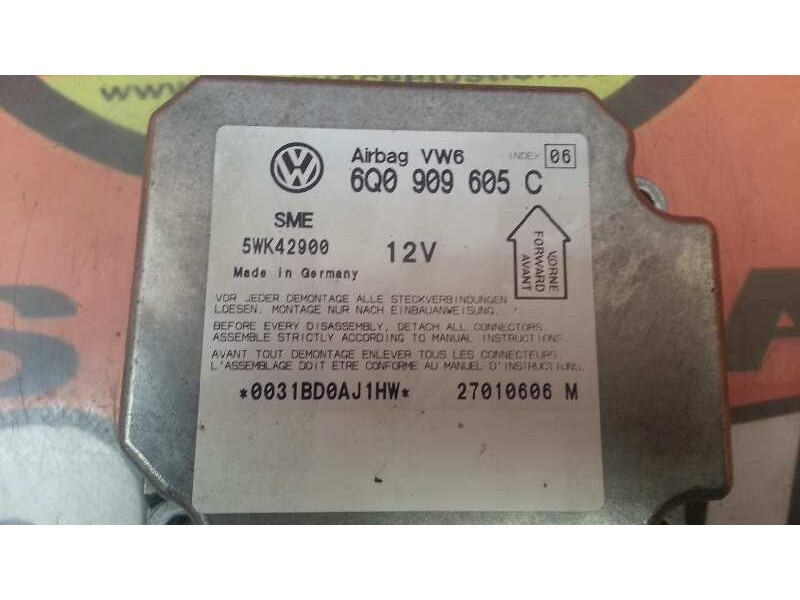 www.
Airbag VW6 INDEX 06
6Q0 909 605 C
SME
5WK42900 12V
Made in Germany
VORNE
FORWARD
AVANT
VOR JEDER DEMONTAGE ALLE STECKVERBINDUNGEN
LOESEN. MONTAGE NUR NACH EINBAUANWEISUNG.
BEFORE EVERY DISASSEMBLY, DETACH ALL CONNECTORS.
ASSEMBLE STRICTLY ACCORDING TO MANUAL INSTRUCTIONS.
AVANT TOUT DEMONTAGE ENLEVER TOUS LES CONNECTEURS
L'ASSEMBLAGE DOIT ETRE CONFORME AU MANUEL D'INSTRUCTIONS.
*0031BD0AJ1HW* 27010606 M